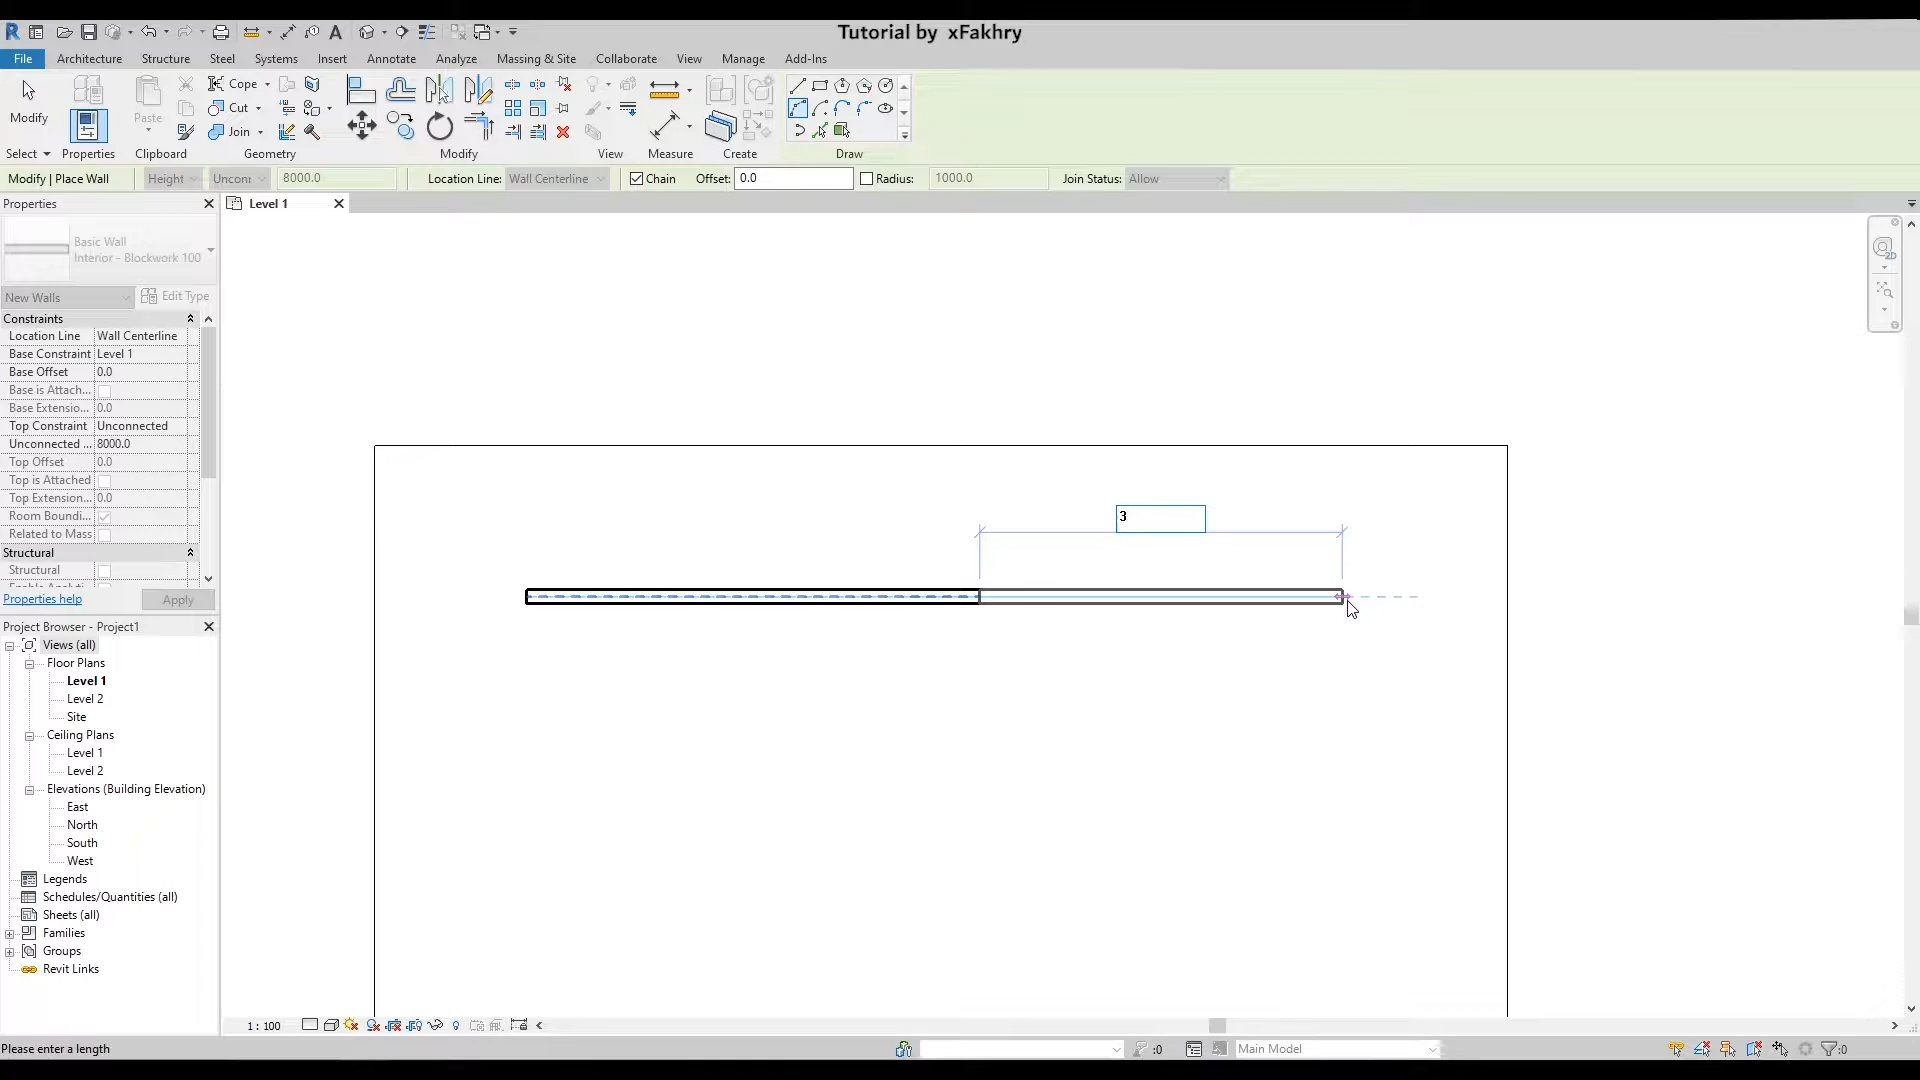 Tutorial by xFakhry
File Architecture Structure Steel Systems Insert Annotate Analyze Massing & Site Collaborate View Manage Add-Ins
Modify
Paste
Cope
Cut
Join
Select Properties Clipboard Geometry Modify View Measure Create Draw
Modify | Place Wall Height Uncon 8000.0 Location Line: Wall Centerline Chain Offset: 0.0 Radius: 1000.0 Join Status: Allow
Properties
Level 1
Basic Wall
Interior - Blockwork 100
New Walls Edit Type
Constraints
Location Line Wall Centerline
Base Constraint Level 1
Base Offset 0.0
Base is Attach...
Base Extensio... 0.0
Top Constraint Unconnected
Unconnected ... 8000.0
Top Offset 0.0
Top is Attached
Top Extension... 0.0
Room Boundi...
Related to Mass
Structural
Structural
Properties help Apply
3
Project Browser - Project1
Views (all)
Floor Plans
Level 1
Level 2
Site
Ceiling Plans
Level 1
Level 2
Elevations (Building Elevation)
East
North
South
West
Legends
Schedules/Quantities (all)
Sheets (all)
Families
Groups
Revit Links
1 : 100
Please enter a length :0 Main Model :0